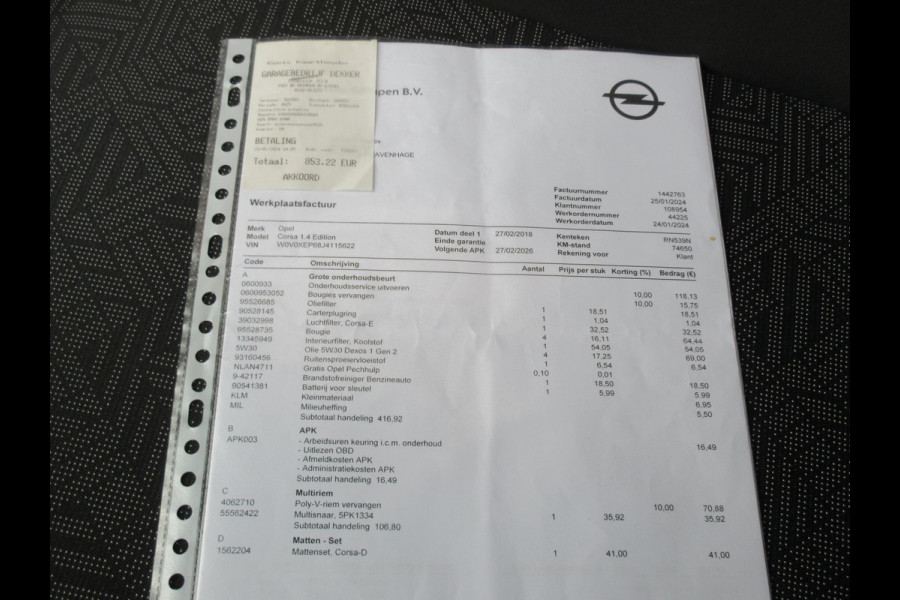 GARAGEBEDRIJF DEKKER
BETALING
Totaal: 853.22 EUR
AKKOORD
pen B.V.
AVENHAGE
Werkplaatsfactuur
Factuurnummer 1442763
Factuurdatum 25/01/2024
Klantnummer 108954
Werkordernummer 44225
Werkorderdatum 24/01/2024
Merk Opel Datum deel 1 27/02/2018 Kenteken RN539N
Model Corsa 1.4 Edition Einde garantie KM-stand 74650
VIN W0V0XEP68J4115622 Volgende APK 27/02/2026 Rekening voor Klant
Code Omschrijving Aantal Prijs per stuk Korting (%) Bedrag (€)
A Grote onderhoudsbeurt
0600933 Onderhoudsservice uitvoeren 10,00 118,13
0600953052 Bougies vervangen 10,00 15,75
95526685 Oliefilter 1 18,51 18,51
90528145 Carterplugring 1 1,04 1,04
39032998 Luchtfilter, Corsa-E 1 32,52 32,52
95528735 Bougie 4 16,11 64,44
13345949 Interieurfilter, Koolstof 1 54,05 54,05
5W30 Olie 5W30 Dexos 1 Gen 2 4 17,25 69,00
93160456 Ruitensproeiervloeistof 1 6,54 6,54
NLAN4711 Gratis Opel Pechhulp 0,10 0,01
9-42117 Brandstofreiniger Benzineauto 1 18,50 18,50
90541381 Batterij voor sleutel 1 5,99 5,99
KLM Kleinmateriaal 6,95
MIL Milieuheffing 5,50
Subtotaal handeling 416,92
B APK
APK003 - Arbeidsuren keuring i.c.m. onderhoud 16,49
- Uitlezen OBD
- Afmeldkosten APK
- Administratiekosten APK
Subtotaal handeling 16,49
C Multiriem
4062710 Poly-V-riem vervangen 10,00 70,88
55562422 Multisnaar, 5PK1334 1 35,92 35,92
Subtotaal handeling 106,80
D Matten - Set
1562204 Mattenset, Corsa-D 1 41,00 41,00